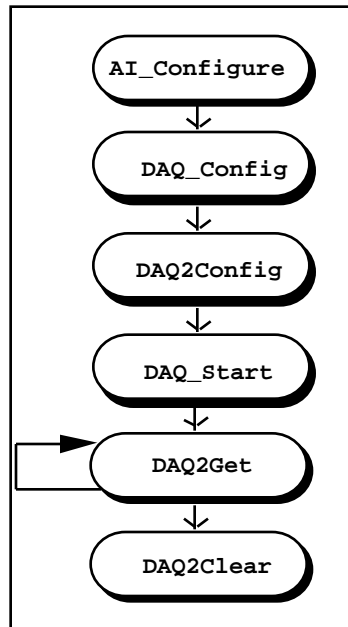 AI_Configure
DAQ_Config
DAQ2Config
DAQ_Start
DAQ2Get
DAQ2Clear